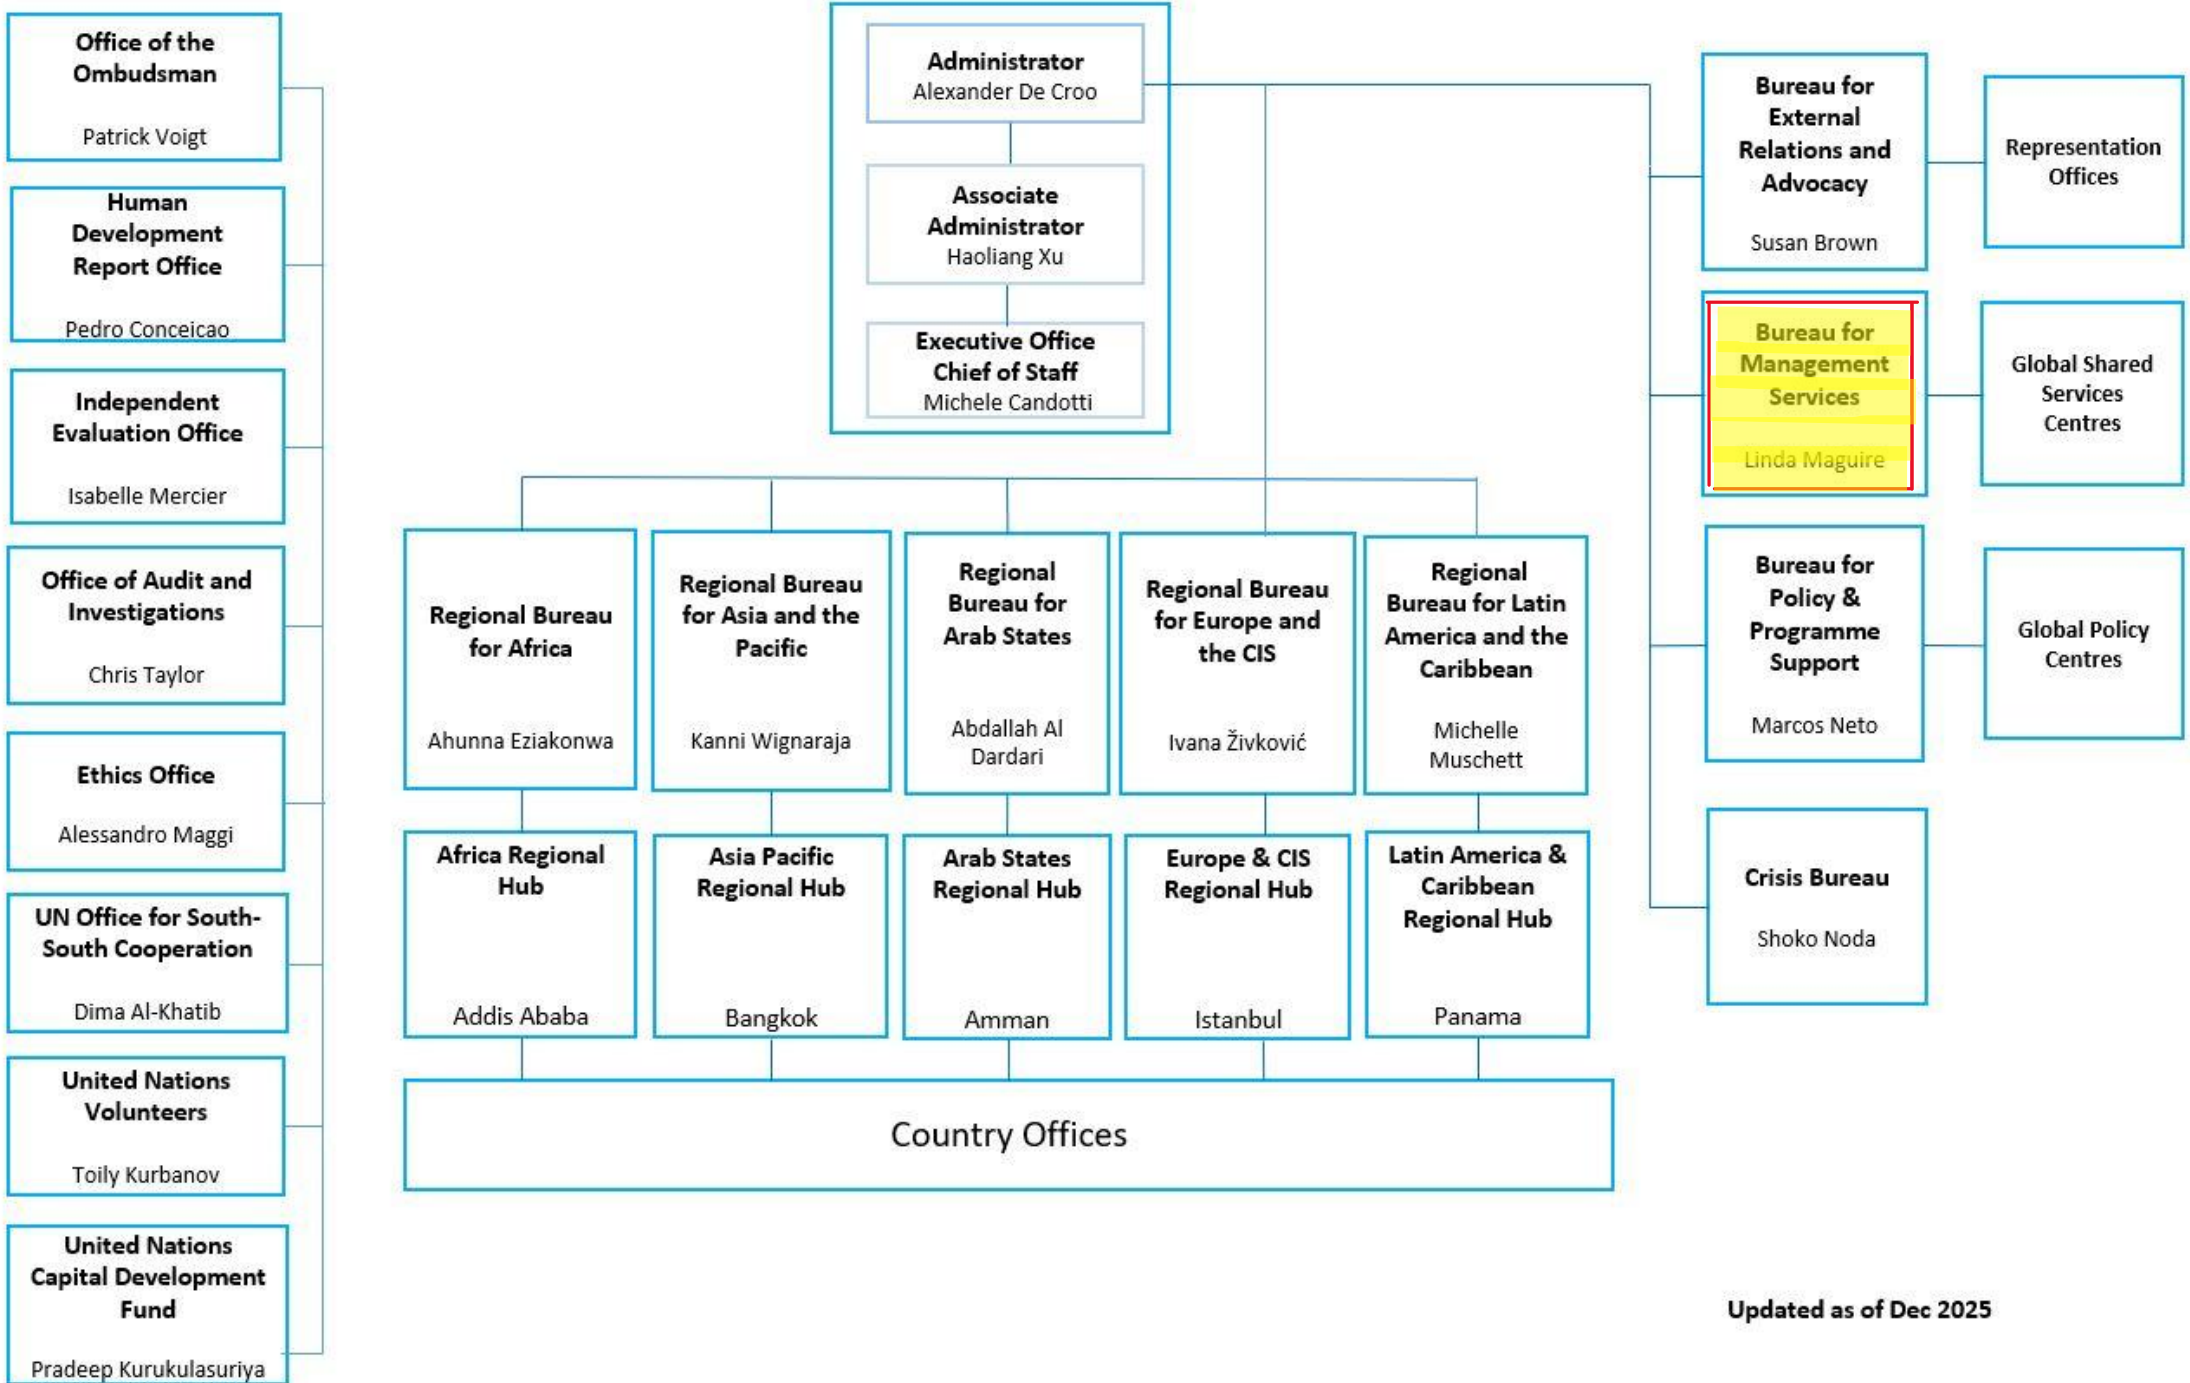 Office of the
Ombudsman
Patrick Voigt
Human
Development
Report Office
Pedro Conceicao
Independent
Evaluation Office
Isabelle Mercier
Office of Audit and
Investigations
Chris Taylor
Ethics Office
Alessandro Maggi
UN Office for South-
South Cooperation
Dima Al-Khatib
United Nations
Volunteers
Toily Kurbanov
United Nations
Capital Development
Fund
Pradeep Kurukulasuriya
Administrator
Alexander De Croo
Associate
Administrator
Haoliang Xu
Executive Office
Chief of Staff
Michele Candotti
Regional Bureau
for Africa
Ahunna Eziakonwa
Regional Bureau
for Asia and the
Pacific
Kanni Wignaraja
Regional
Bureau for
Arab States
Abdallah Al
Dardari
Regional Bureau
for Europe and
the CIS
Ivana Živković
Regional
Bureau for Latin
America and the
Caribbean
Michelle
Muschett
Africa Regional
Hub
Addis Ababa
Asia Pacific
Regional Hub
Bangkok
Arab States
Regional Hub
Amman
Europe & CIS
Regional Hub
Istanbul
Latin America &
Caribbean
Regional Hub
Panama
Country Offices
Bureau for
External
Relations and
Advocacy
Susan Brown
Representation
Offices
Bureau for
Management
Services
Linda Maguire
Global Shared
Services
Centres
Bureau for
Policy &
Programme
Support
Marcos Neto
Global Policy
Centres
Crisis Bureau
Shoko Noda
Updated as of Dec 2025